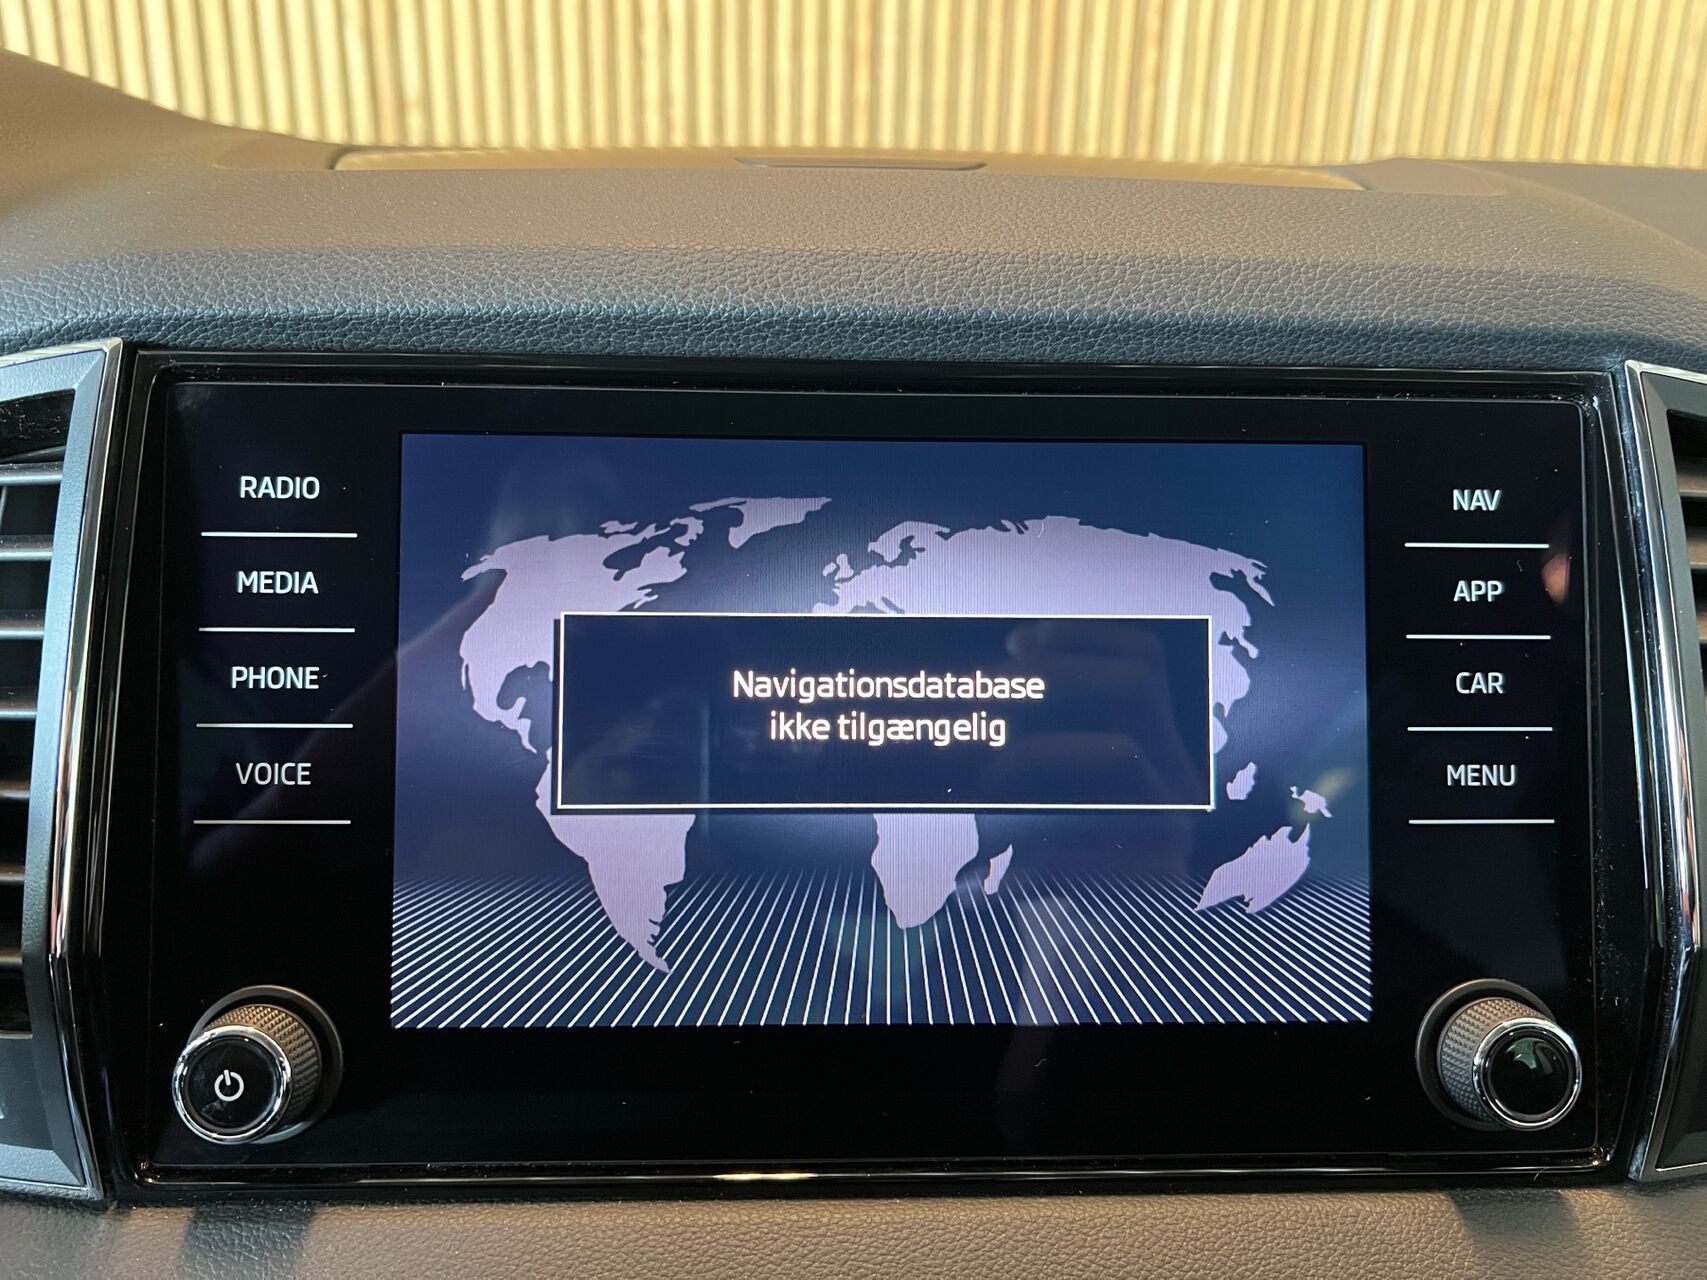 RADIO
MEDIA
PHONE
VOICE
Navigationsdatabase
ikke tilgængelig
NAV
APP
CAR
MENU